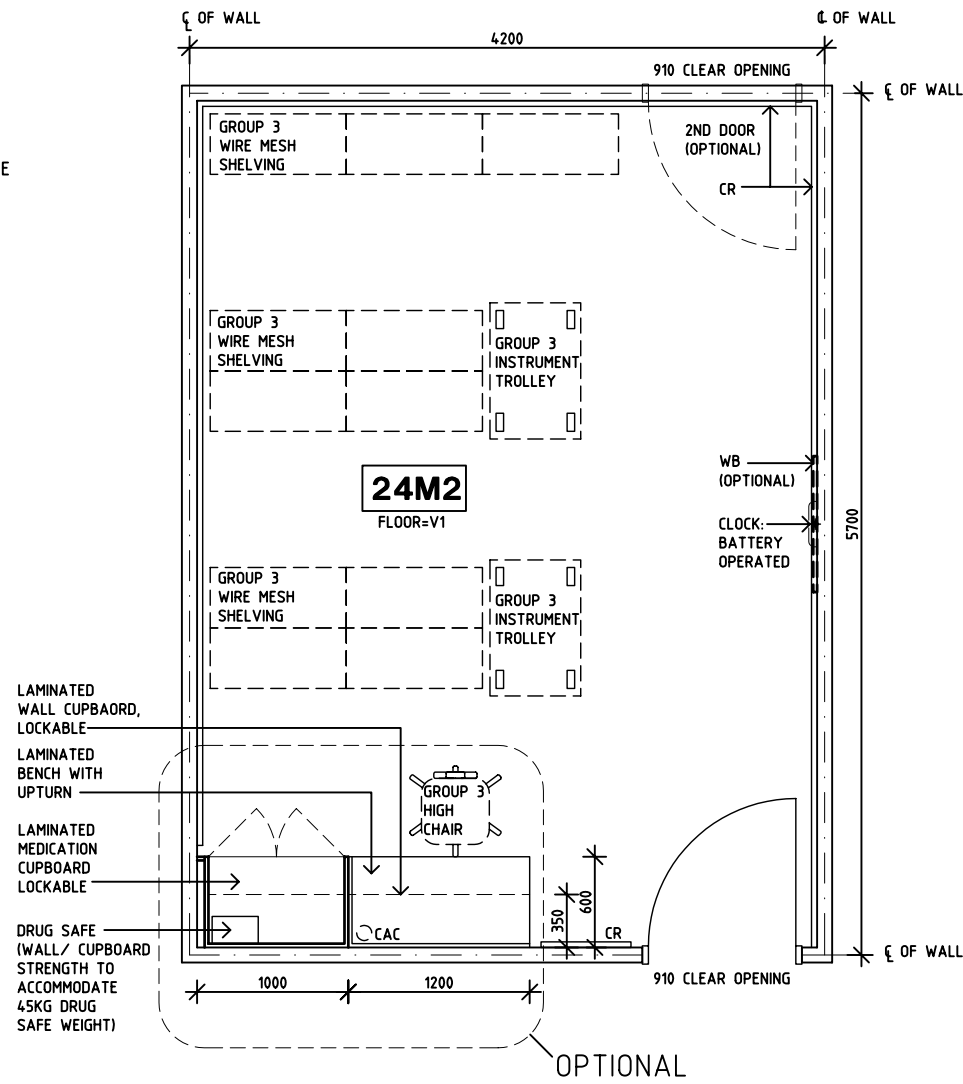 ℄ OF WALL
℄ OF WALL
4200
910 CLEAR OPENING
℄ OF WALL
GROUP 3
WIRE MESH
SHELVING
2ND DOOR
(OPTIONAL)
E
CR
GROUP 3
WIRE MESH
SHELVING
GROUP 3
INSTRUMENT
TROLLEY
WB
(OPTIONAL)
24M2
FLOOR=V1
CLOCK:
BATTERY
OPERATED
5700
GROUP 3
WIRE MESH
SHELVING
GROUP 3
INSTRUMENT
TROLLEY
LAMINATED
WALL CUPBAORD,
LOCKABLE
LAMINATED
BENCH WITH
UPTURN
GROUP 3
HIGH
CHAIR
LAMINATED
MEDICATION
CUPBOARD
LOCKABLE
350
600
DRUG SAFE
(WALL/ CUPBOARD
STRENGTH TO
ACCOMMODATE
45KG DRUG
SAFE WEIGHT)
CAC
CR
℄ OF WALL
910 CLEAR OPENING
1000
1200
OPTIONAL